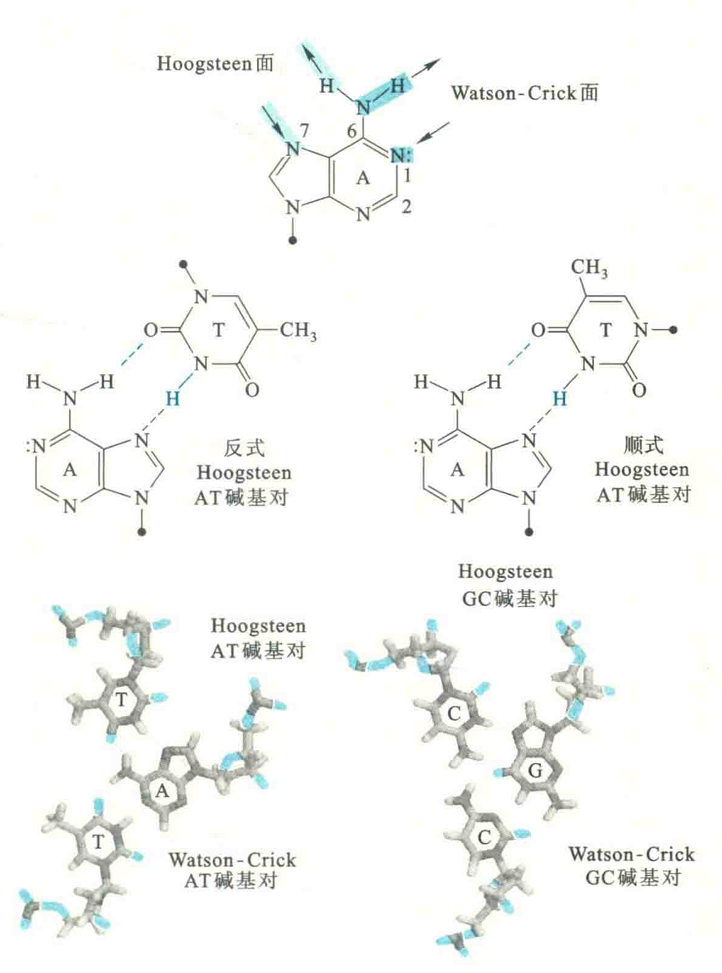 Hoogsteen面
Watson-Crick面
H
H
N
7
6
N
N:
1
A
N
N
2
N
T
O
CH₃
N
O
H
H
H
N
:N
N
A
N
N
反式
Hoogsteen
AT碱基对
CH₃
O
T
N
N
O
H
H
H
N
:N
N
A
N
N
顺式
Hoogsteen
AT碱基对
Hoogsteen
GC碱基对
Hoogsteen
AT碱基对
T
A
T
Watson-Crick
AT碱基对
C
G
C
Watson-Crick
GC碱基对